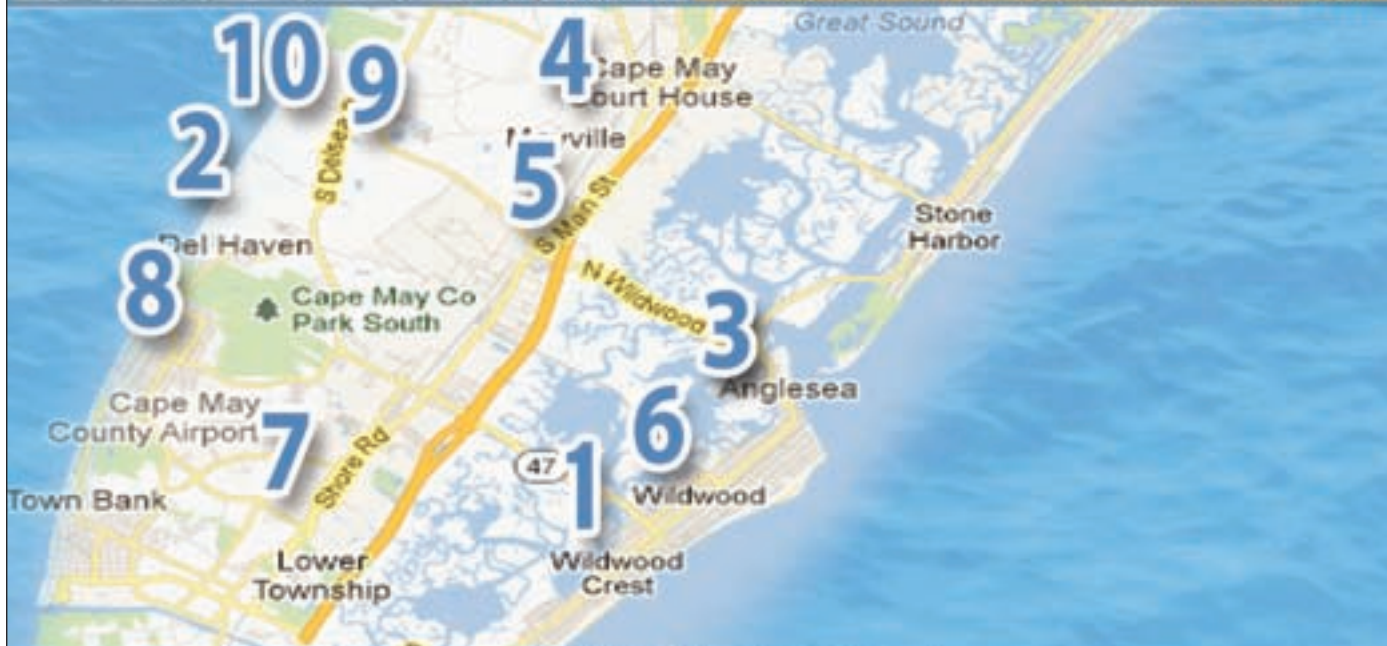 Great Sound
10
9
4
Cape May
Court House
2
S Delsea
Mayville
5
S Main St
Stone
Harbor
Del Haven
8
N Wildwood
Cape May Co
Park South
3
Anglesea
Cape May
County Airport
7
6
Shore Rd
47
1
Wildwood
Town Bank
Lower
Township
Wildwood
Crest